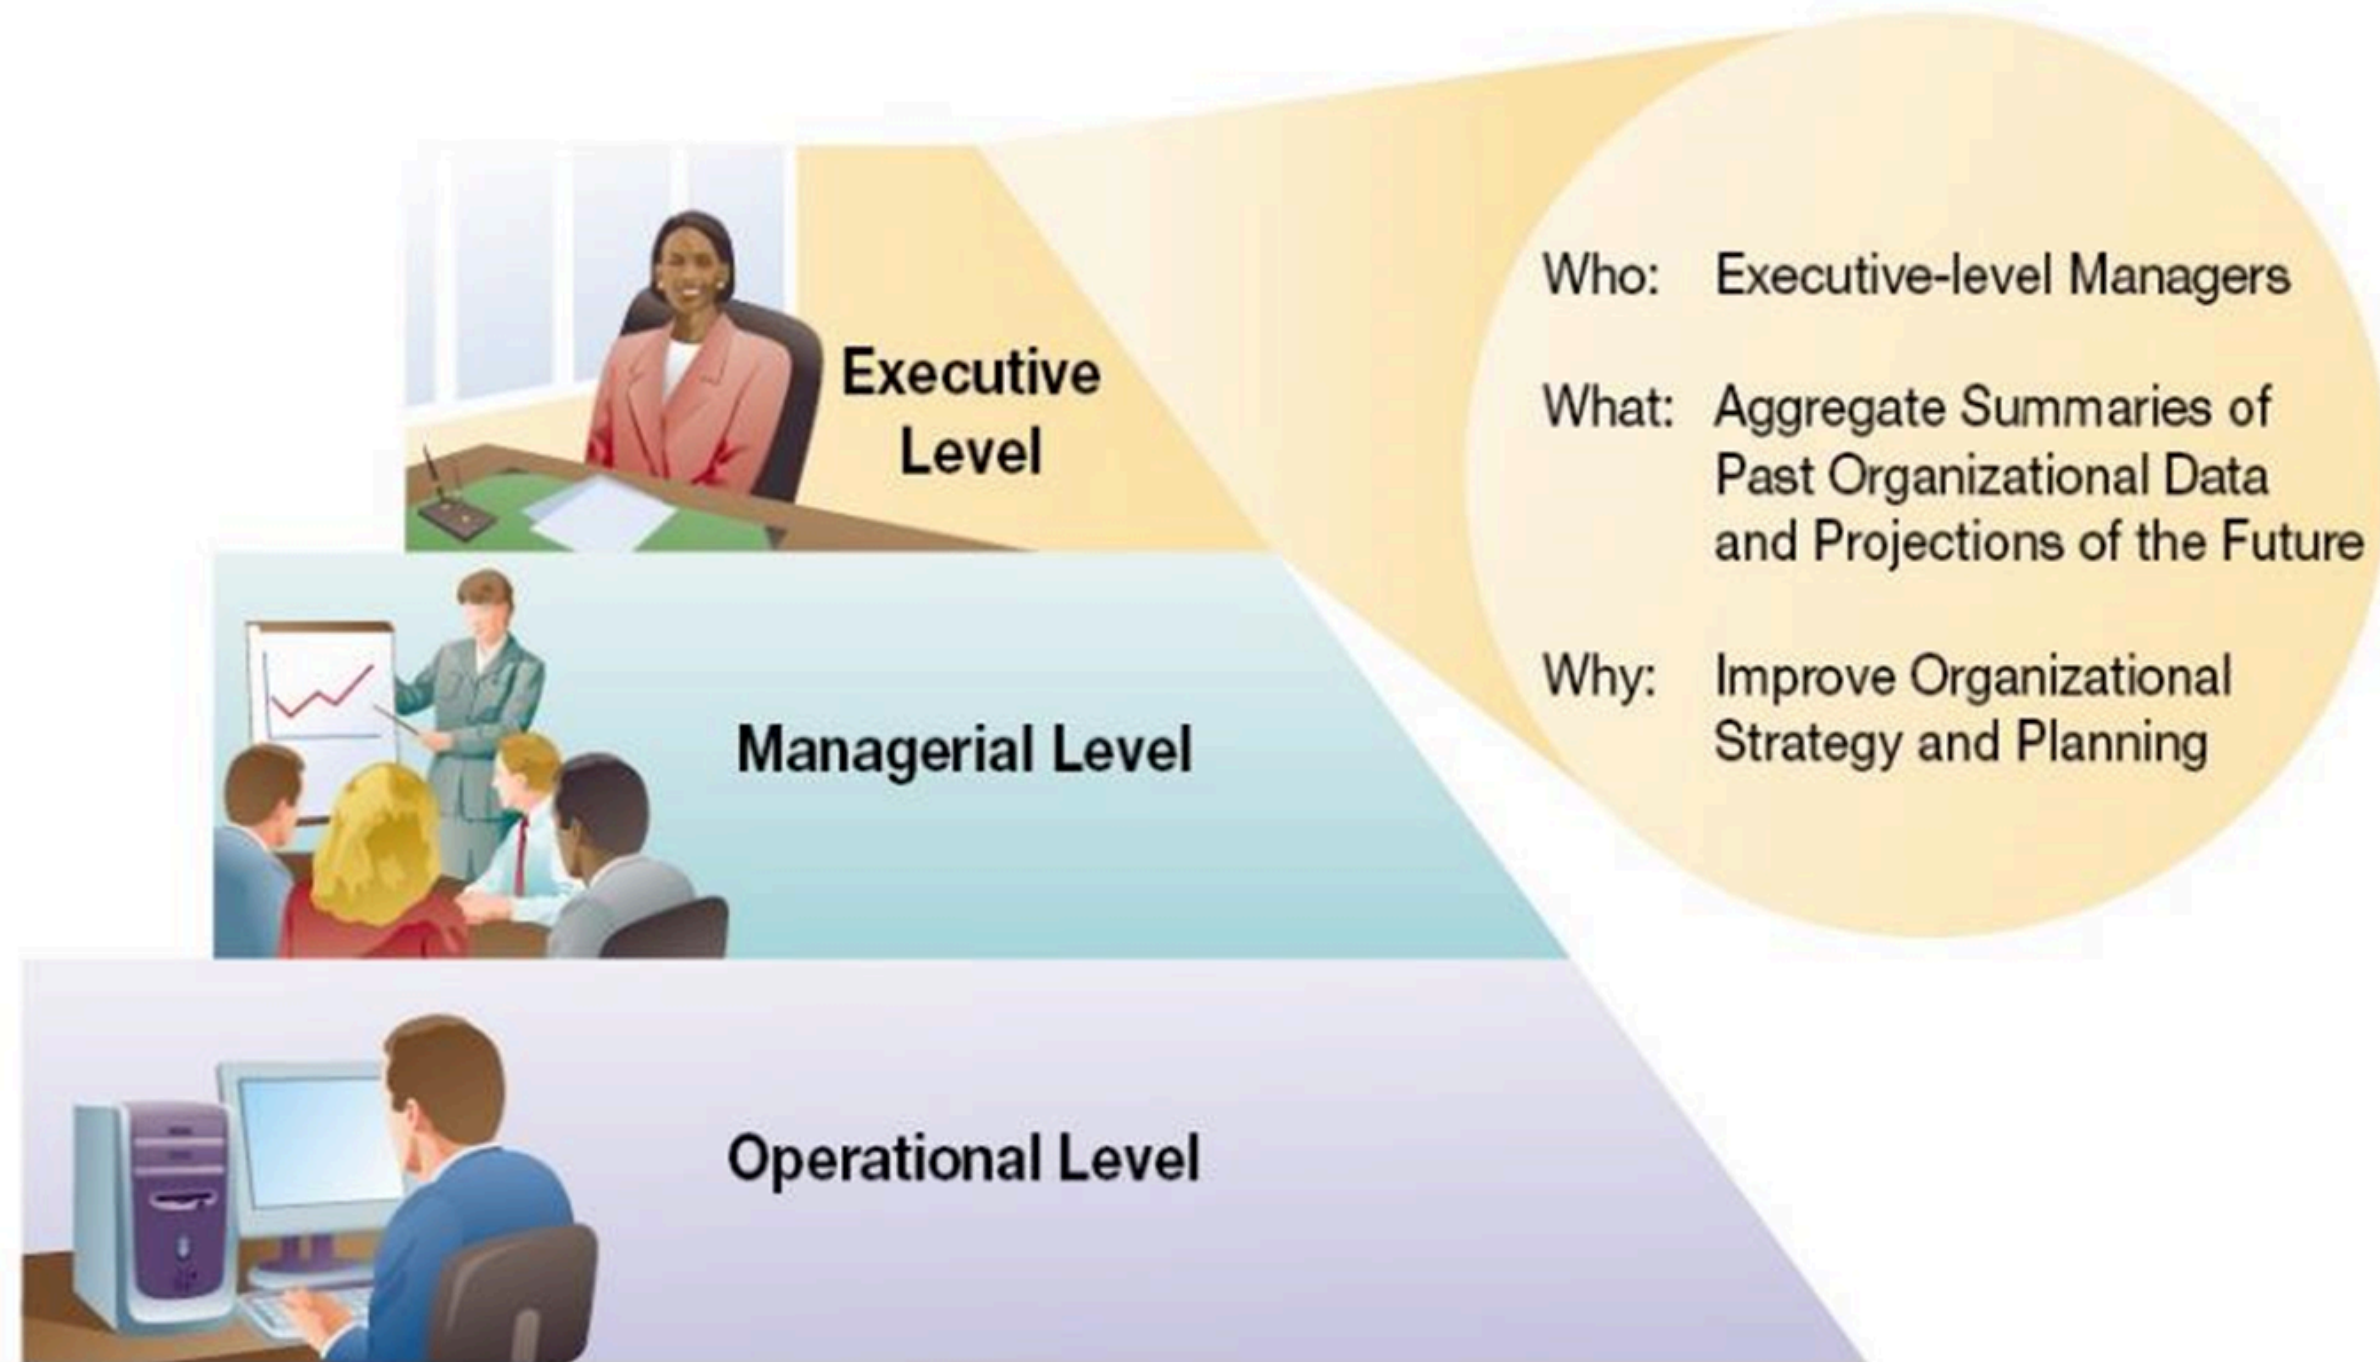 Executive
Level
Who: Executive-level Managers
What: Aggregate Summaries of
Past Organizational Data
and Projections of the Future
Why: Improve Organizational
Strategy and Planning
Managerial Level
Operational Level